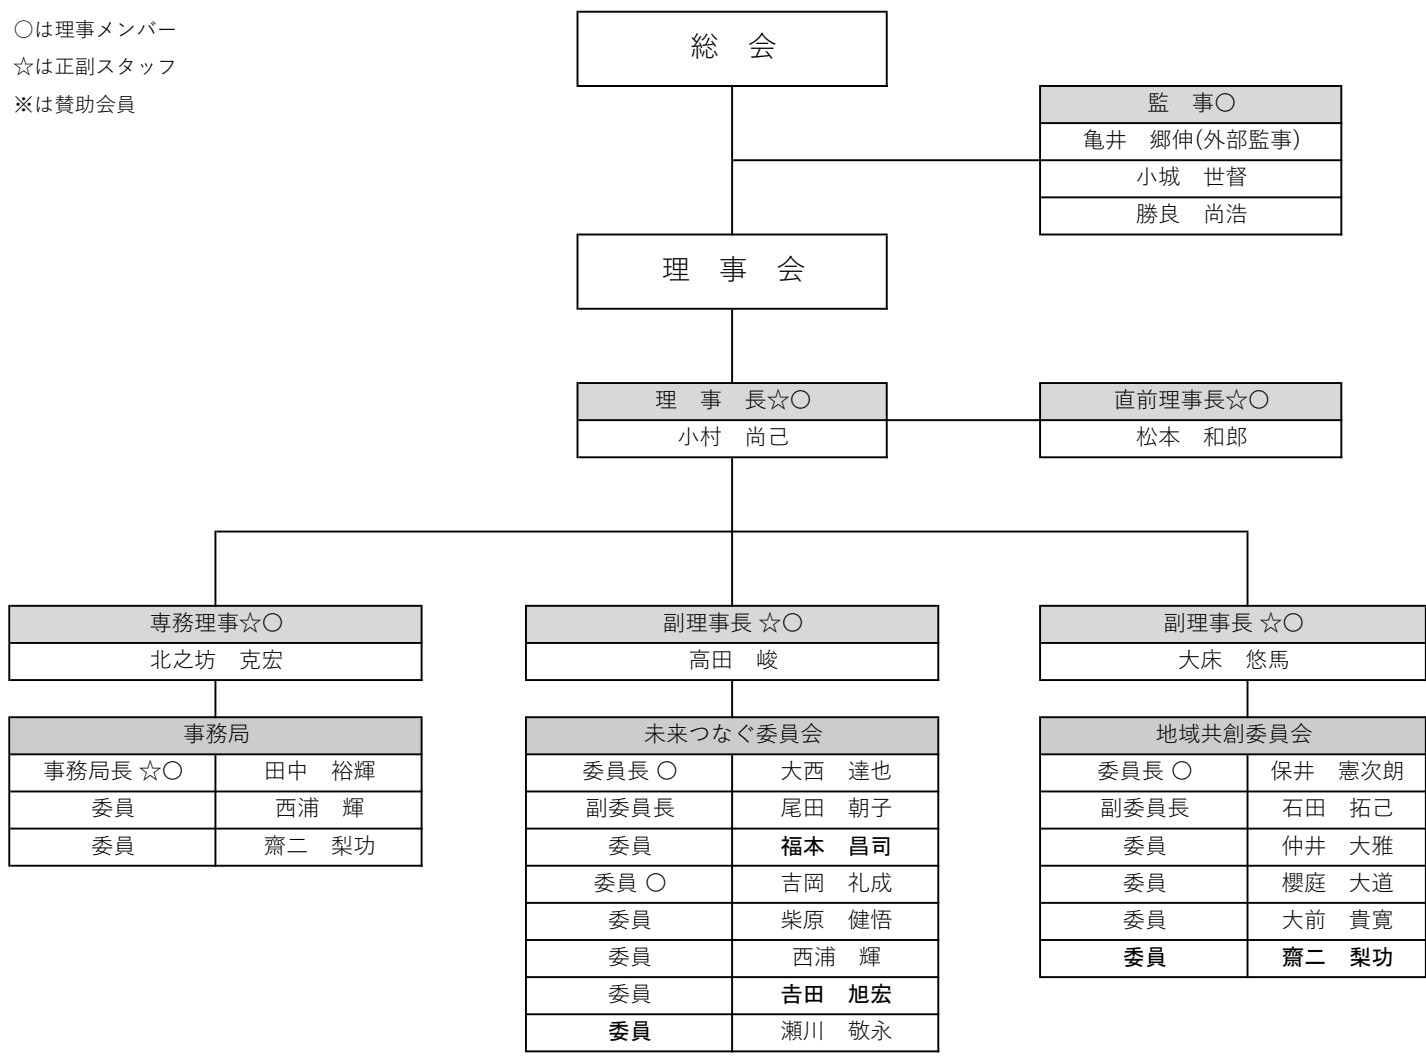 ○は理事メンバー
☆は正副スタッフ
※は賛助会員
総　会
監　事○
亀井　郷伸(外部監事)
小城　世督
勝良　尚浩
理　事　会
理　事　長☆○
小村　尚己
直前理事長☆○
松本　和郎
専務理事☆○
北之坊　克宏
事務局
事務局長 ☆○　田中　裕輝
委員　西浦　輝
委員　齋二　梨功
副理事長 ☆○
高田　峻
未来つなぐ委員会
委員長 ○　大西　達也
副委員長　尾田　朝子
委員　福本　昌司
委員 ○　吉岡　礼成
委員　柴原　健悟
委員　西浦　輝
委員　𠮷田　旭宏
委員　瀬川　敬永
副理事長 ☆○
大床　悠馬
地域共創委員会
委員長 ○　保井　憲次朗
副委員長　石田　拓己
委員　仲井　大雅
委員　櫻庭　大道
委員　大前　貴寛
委員　齋二　梨功